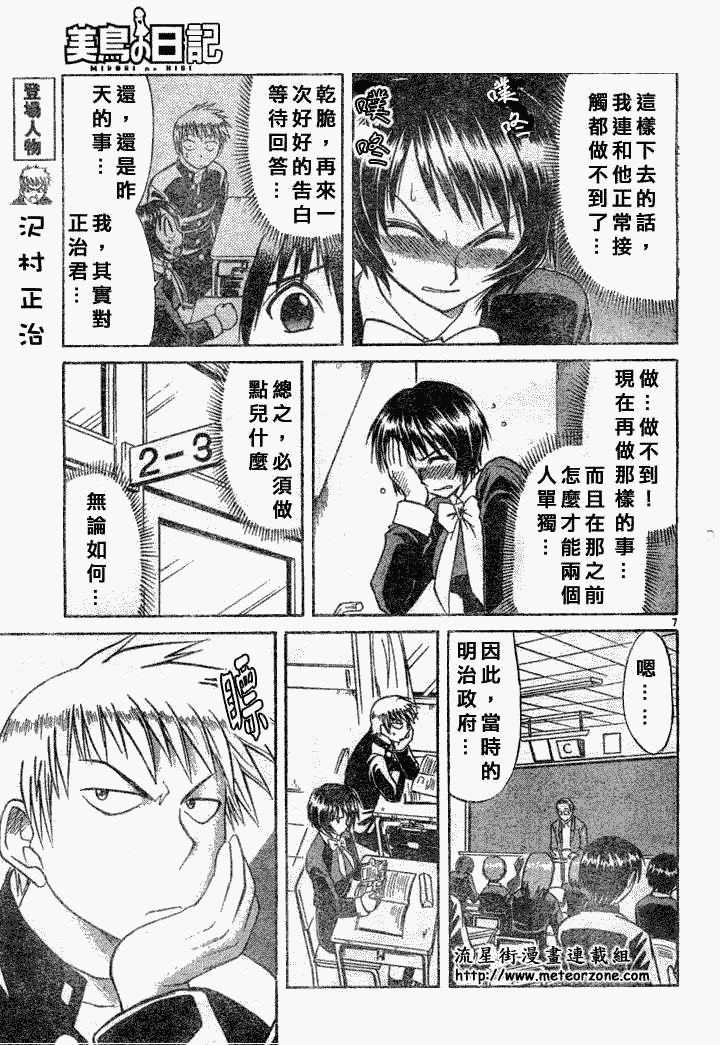 美鳥の日記
MIDORI no HIBI
登場人物
沢村正治
這樣下去的話，
我連和他正常接
觸都做不到了…
噗咚
噗咚
乾脆，再來一
次好好的告白
等待回答…
還，還是昨
天的事…
我，其實對
正治君…
做…做不到！
現在再做那樣的事…
而且在那之前
怎麼才能兩個
人單獨…
總之，必須做
點兒什麼
2-3
無論如何…
7
嗯……
C
因此，當時的
明治政府…
瞟
流星街漫畫連載組
http://www.meteorzone.com/